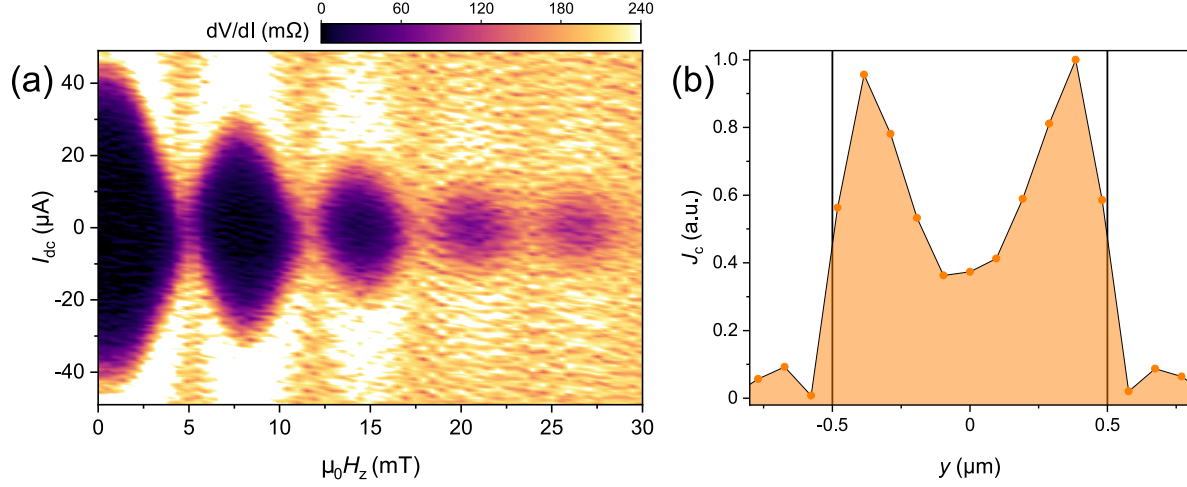 dV/dI (mΩ)
0 60 120 180 240
(a)
40
20
0
-20
-40
I_dc (µA)
0 5 10 15 20 25 30
µ₀H_z (mT)
(b)
1.0
0.8
0.6
0.4
0.2
0
J_c (a.u.)
-0.5 0 0.5
y (µm)